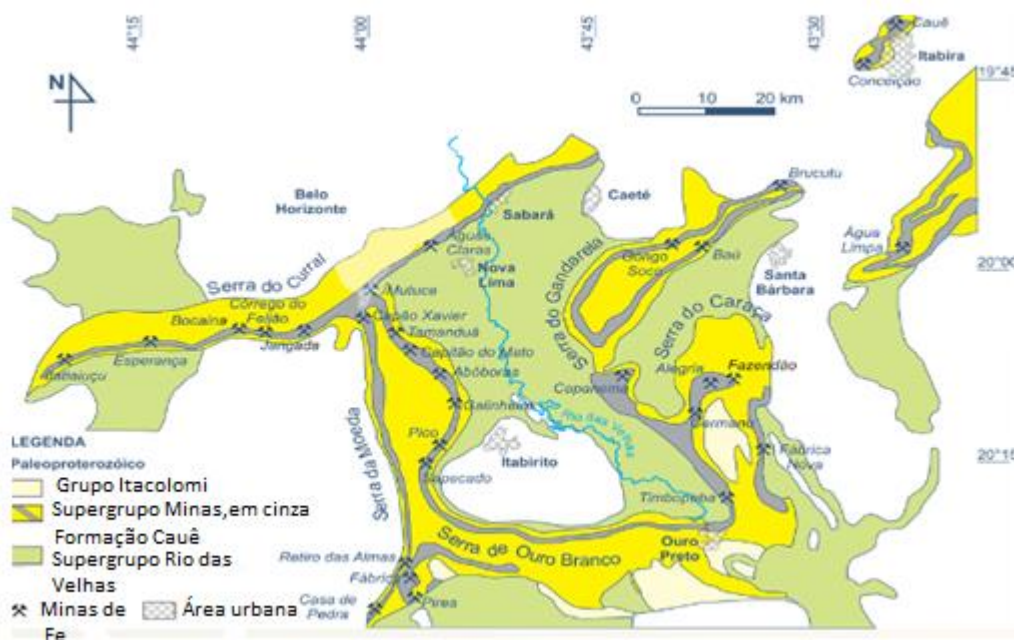 44°15
44°00
43°45
43°30
Cauê
Itabira
Conceição
19°45
N
0 10 20 km
Belo
Horizonte
Sabará
Caeté
Brucutu
Águas
Claras
Gongo
Soco
Baú
Água
Limpa
Nova
Lima
Santa
Bárbara
20°00
Serra do Curral
Mutuca
Serra do Gandarela
Serra do Caraça
Córrego do
Feijão
Bocaina
Capão Xavier
Tamanduá
Jangada
Esperança
Capitão do Mato
Alegria
Fazendão
Abóboras
Capanema
Galinheiro
Germano
Rio das Velhas
Pico
Itabirito
Fábrica
Nova
20°15
Sapecado
Serra da Moeda
Timbopeba
Serra de Ouro Branco
Ouro
Preto
Retiro das Almas
Fábrica
Casa de
Pedra
LEGENDA
Paleoproterozóico
Grupo Itacolomi
Supergrupo Minas,em cinza
Formação Cauê
Supergrupo Rio das
Velhas
Minas de
Fe
Área urbana